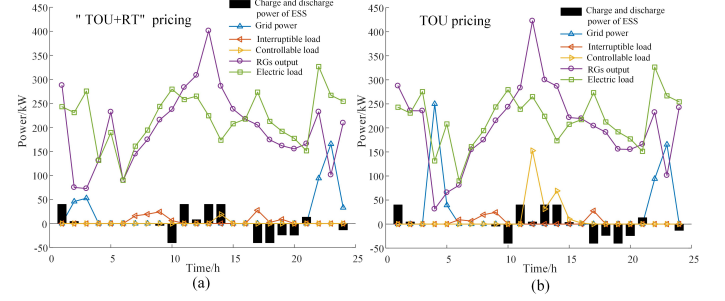 450
400
350
300
250
200
150
100
50
0
-50
Power/kW
(a)
" TOU+RT" pricing
Charge and discharge
power of ESS
Grid power
Interruptible load
Controllable load
RGs output
Electric load
0
5
10
15
20
25
Time/h
(a)
450
400
350
300
250
200
150
100
50
0
-50
Power/kW
(b)
TOU pricing
Charge and discharge
power of ESS
Grid power
Interruptible load
Controllable load
RGs output
Electric load
0
5
10
15
20
25
Time/h
(b)